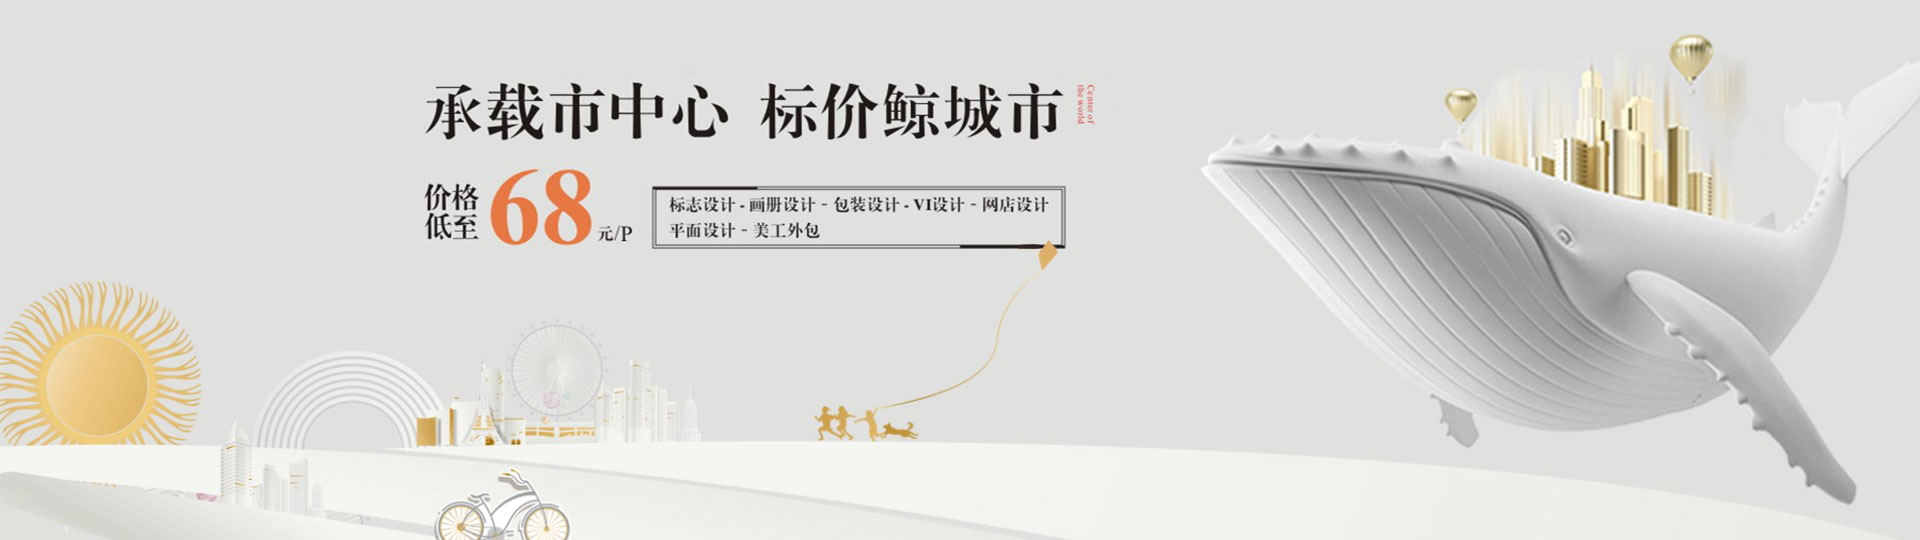 承载市中心 标价鲸城市
Center of
the world
价格
低至
68元/P
标志设计 - 画册设计 - 包装设计 - VI设计 - 网店设计
平面设计 - 美工外包